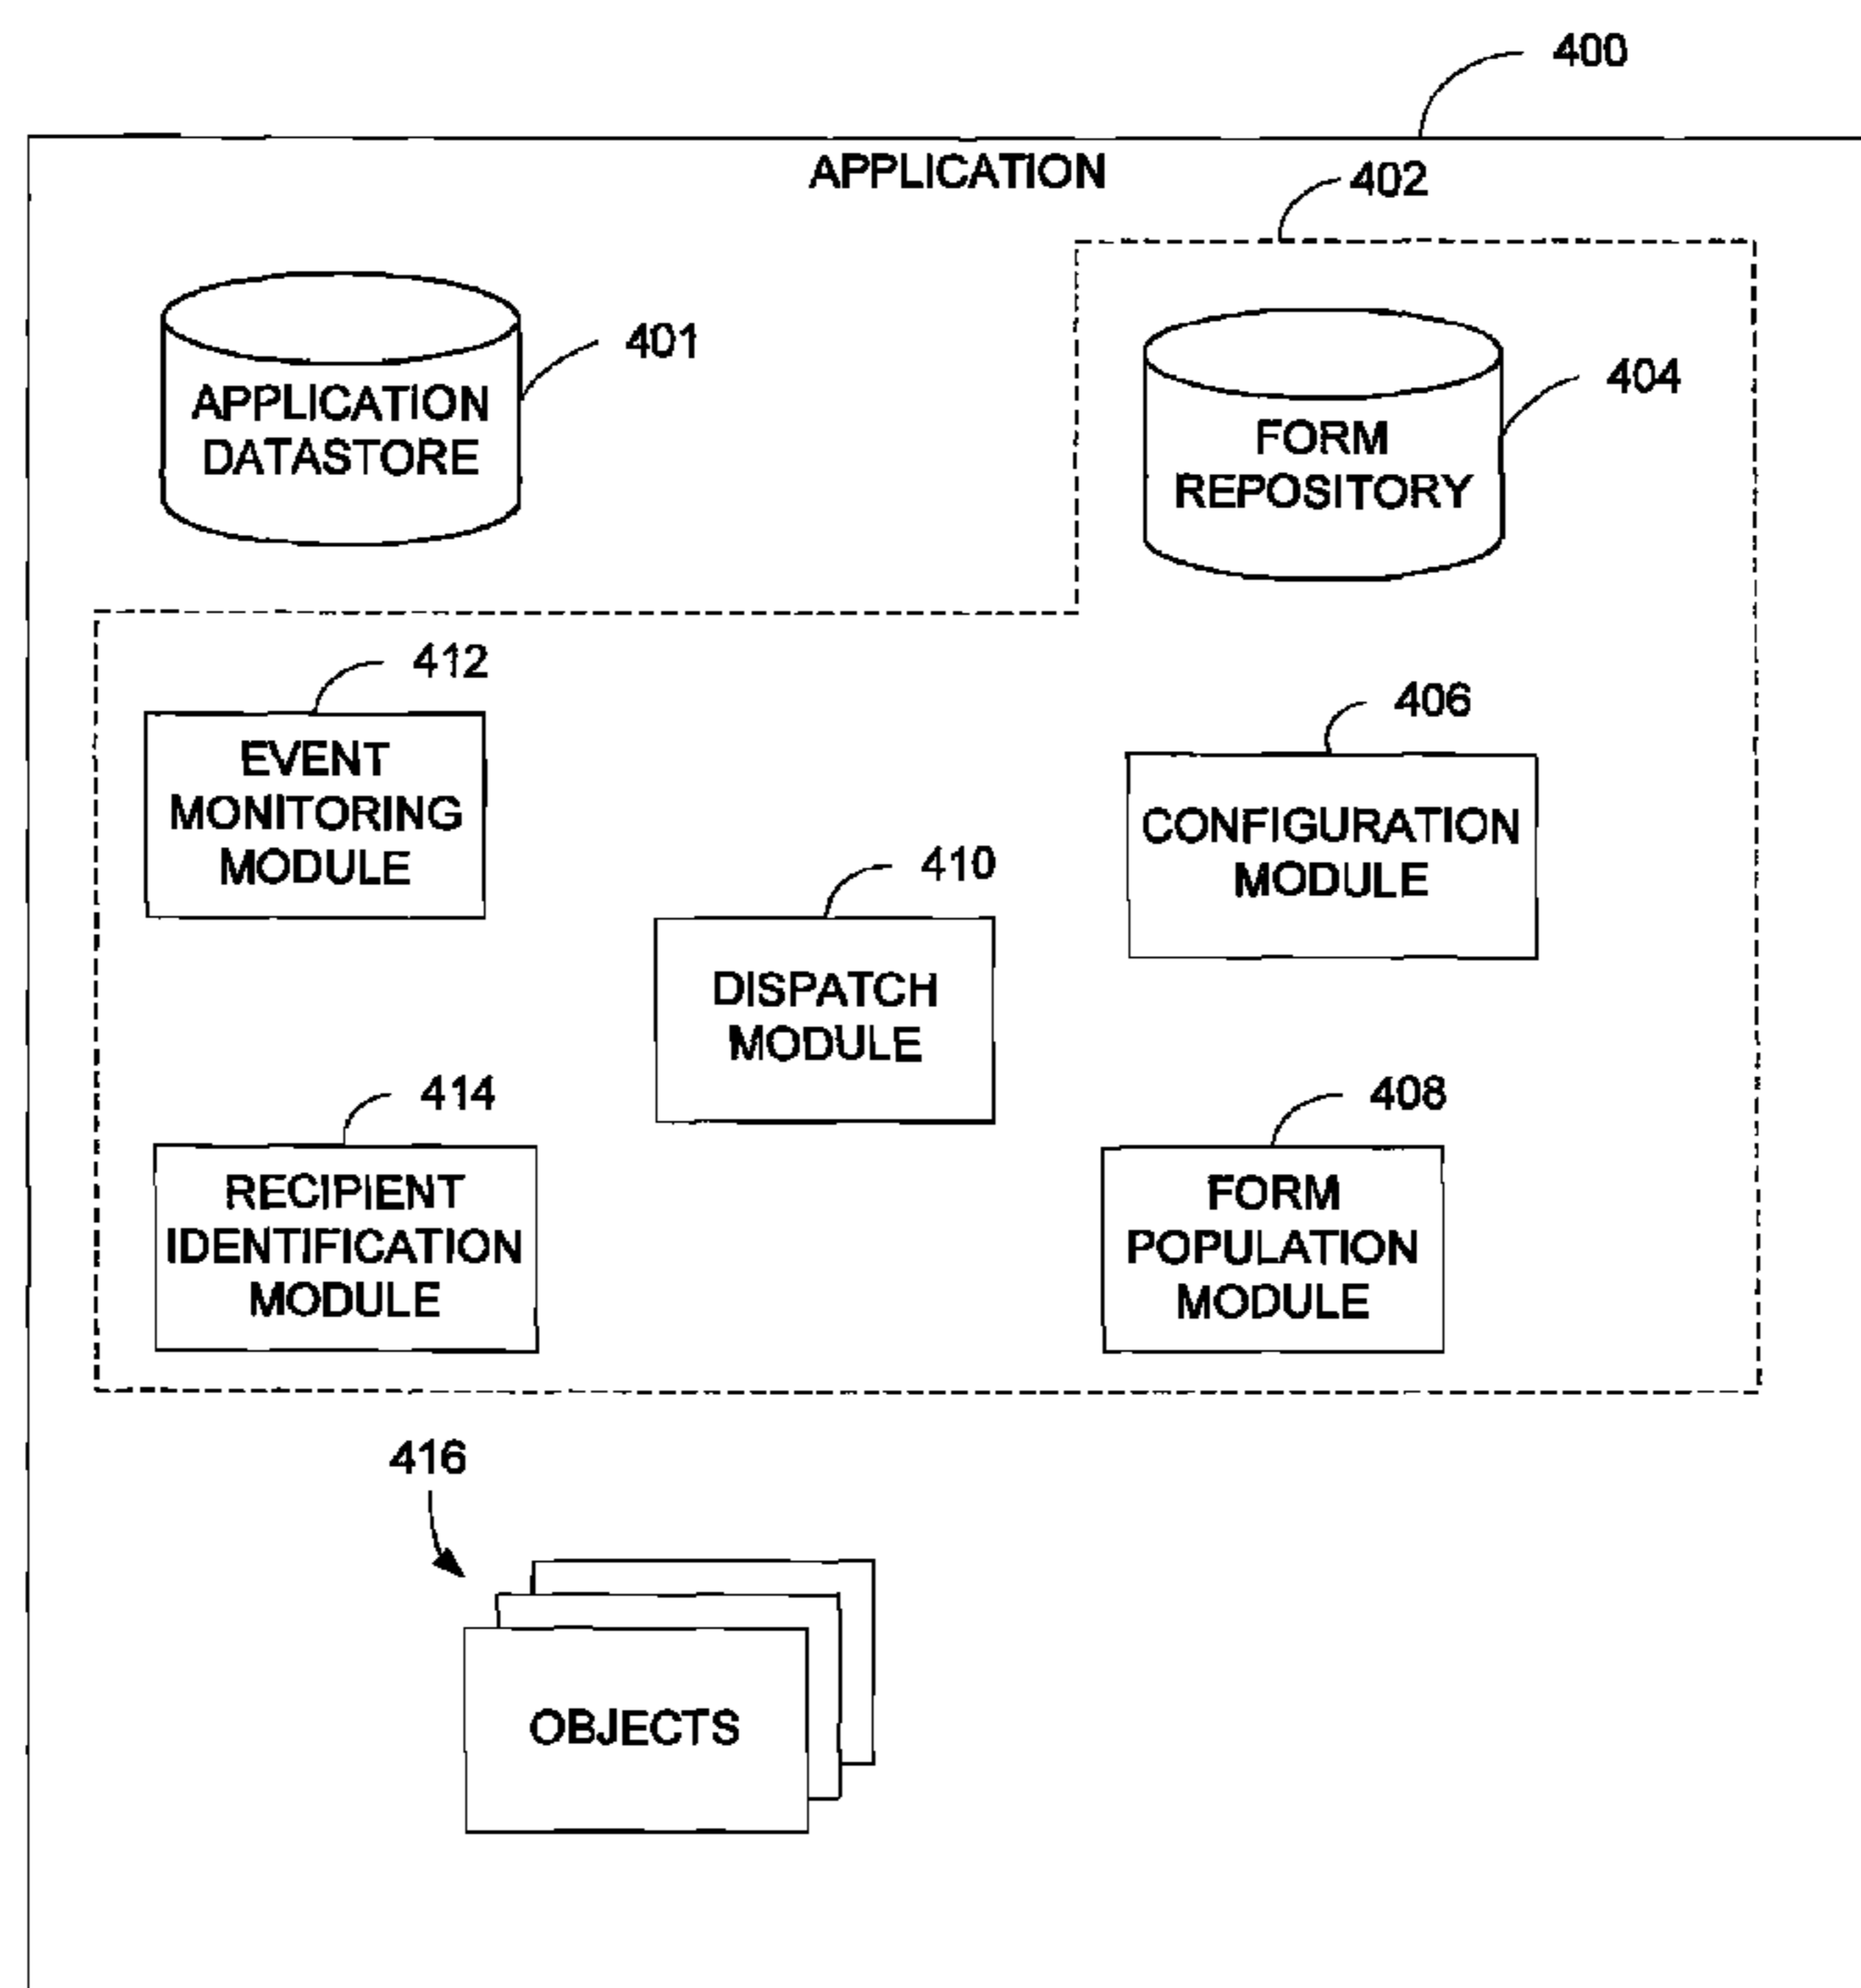 400
APPLICATION
402
401
APPLICATION
DATASTORE
404
FORM
REPOSITORY
412
EVENT
MONITORING
MODULE
406
CONFIGURATION
MODULE
410
DISPATCH
MODULE
414
RECIPIENT
IDENTIFICATION
MODULE
408
FORM
POPULATION
MODULE
416
OBJECTS